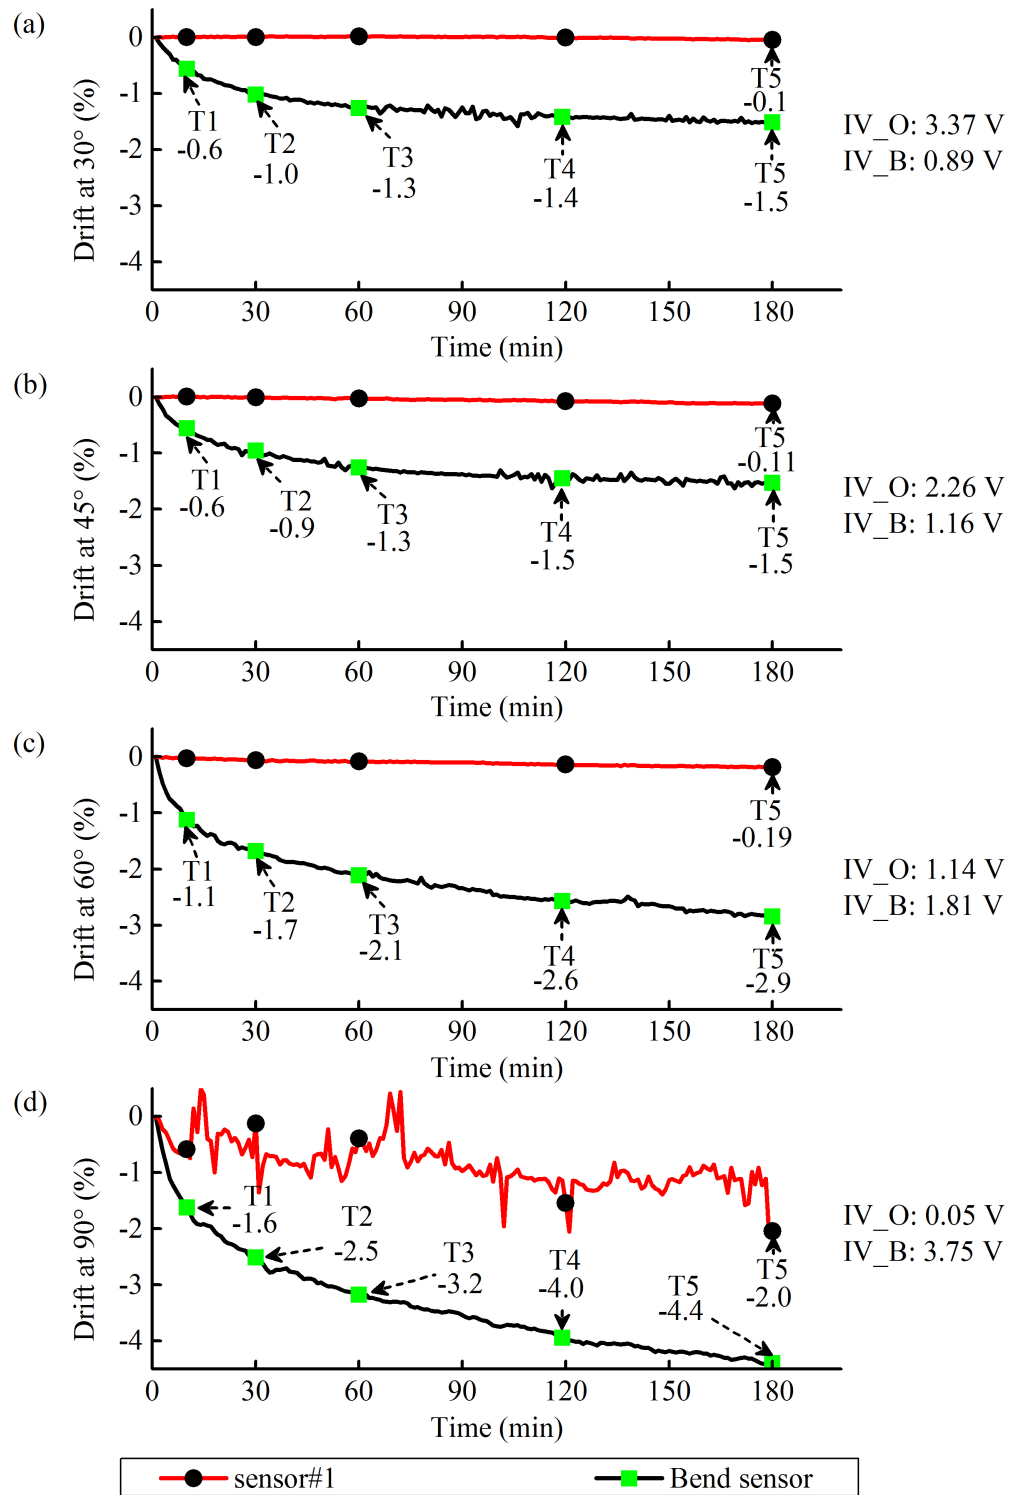 (a)
Drift at 30° (%)
0
-1
-2
-3
-4
T1
-0.6
T2
-1.0
T3
-1.3
T4
-1.4
T5
-0.1
T5
-1.5
IV_O: 3.37 V
IV_B: 0.89 V
0 30 60 90 120 150 180
Time (min)
(b)
Drift at 45° (%)
0
-1
-2
-3
-4
T1
-0.6
T2
-0.9
T3
-1.3
T4
-1.5
T5
-0.11
T5
-1.5
IV_O: 2.26 V
IV_B: 1.16 V
0 30 60 90 120 150 180
Time (min)
(c)
Drift at 60° (%)
0
-1
-2
-3
-4
T1
-1.1
T2
-1.7
T3
-2.1
T4
-2.6
T5
-0.19
T5
-2.9
IV_O: 1.14 V
IV_B: 1.81 V
0 30 60 90 120 150 180
Time (min)
(d)
Drift at 90° (%)
0
-1
-2
-3
-4
T1
-1.6
T2
-2.5
T3
-3.2
T4
-4.0
T5
-2.0
T5
-4.4
IV_O: 0.05 V
IV_B: 3.75 V
0 30 60 90 120 150 180
Time (min)
sensor#1 Bend sensor